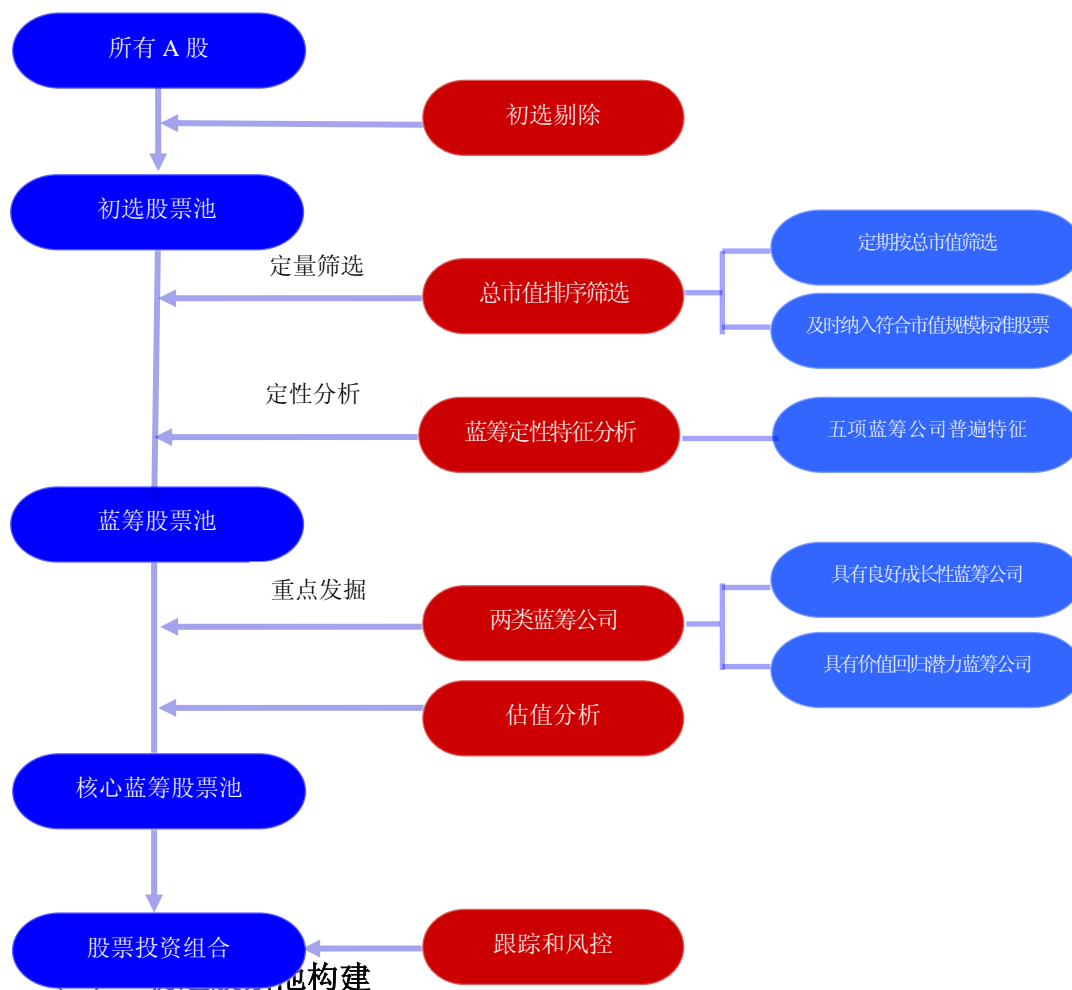 所有 A 股
初选剔除
初选股票池
定量筛选
总市值排序筛选
定期按总市值筛选
及时纳入符合市值规模标准股票
定性分析
蓝筹定性特征分析
五项蓝筹公司普遍特征
蓝筹股票池
重点发掘
两类蓝筹公司
具有良好成长性蓝筹公司
具有价值回归潜力蓝筹公司
估值分析
核心蓝筹股票池
股票投资组合
跟踪和风控
池构建